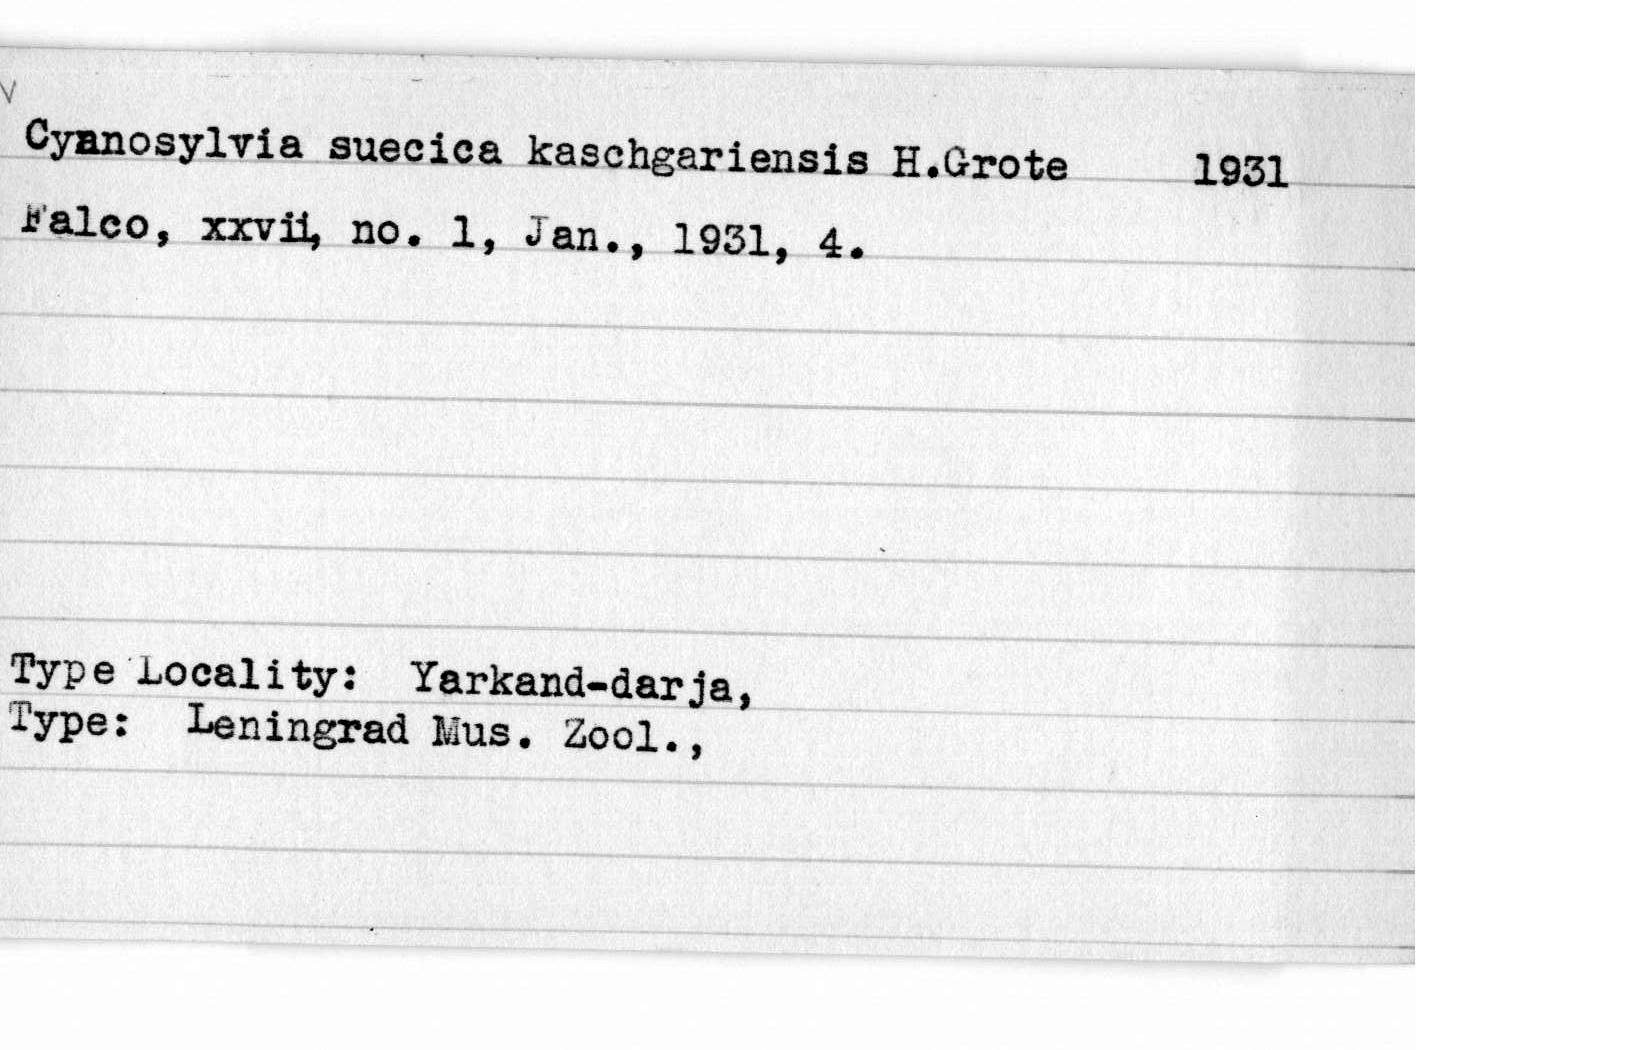 Cyanosylvia suecica kaschgariensis H.Grote 1931
Falco, xxvii, no. 1, Jan., 1931, 4.
Type Locality: Yarkand-darja,
Type: Leningrad Mus. Zool.,